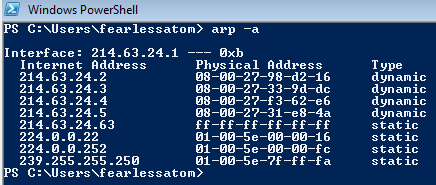 Windows PowerShell
PS C:\Users\fearlessatom> arp -a

Interface: 214.63.24.1 --- 0xb
  Internet Address      Physical Address      Type
  214.63.24.2           08-00-27-98-d2-16     dynamic
  214.63.24.3           08-00-27-33-9d-dc     dynamic
  214.63.24.4           08-00-27-f3-62-e6     dynamic
  214.63.24.5           08-00-27-31-e8-4a     dynamic
  214.63.24.63          ff-ff-ff-ff-ff-ff     static
  224.0.0.22            01-00-5e-00-00-16     static
  224.0.0.252           01-00-5e-00-00-fc     static
  239.255.255.250       01-00-5e-7f-ff-fa     static
PS C:\Users\fearlessatom>